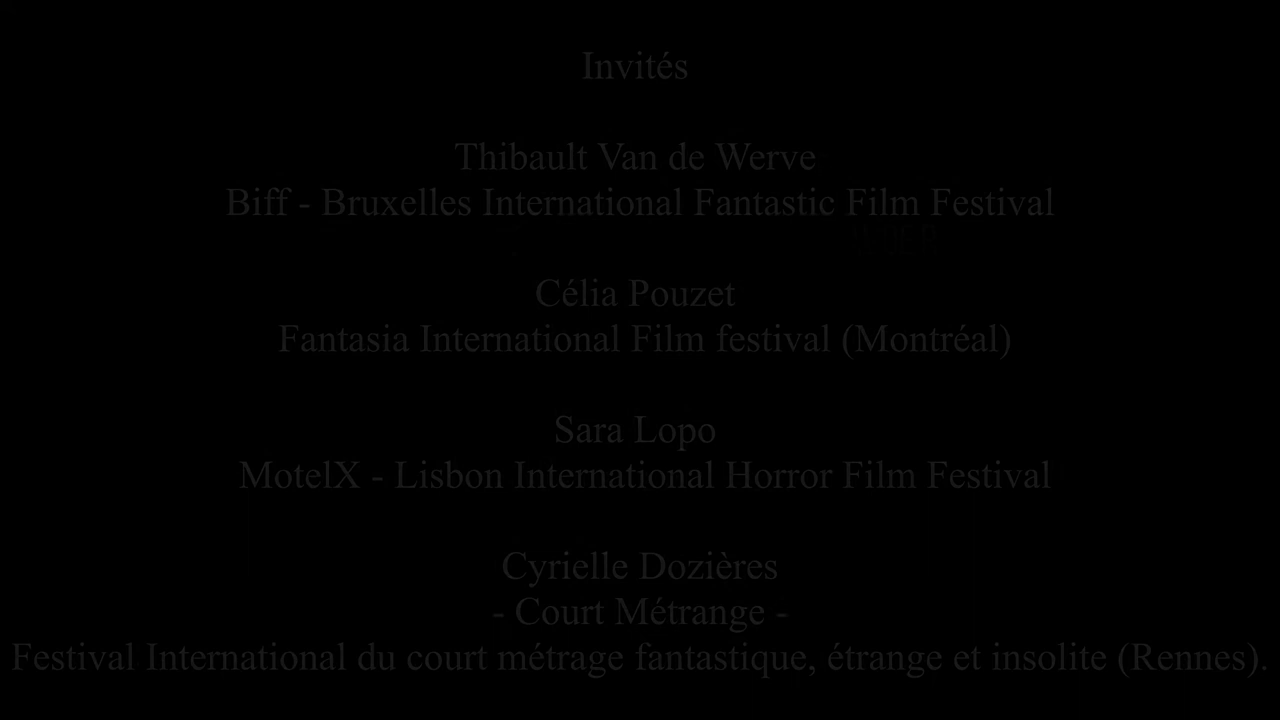 Invités
Thibault Van de Werve
Biff - Bruxelles International Fantastic Film Festival
Célia Pouzet
Fantasia International Film festival (Montréal)
Sara Lopo
MotelX - Lisbon International Horror Film Festival
Cyrielle Dozières
- Court Métrange -
Festival International du court métrage fantastique, étrange et insolite (Rennes).